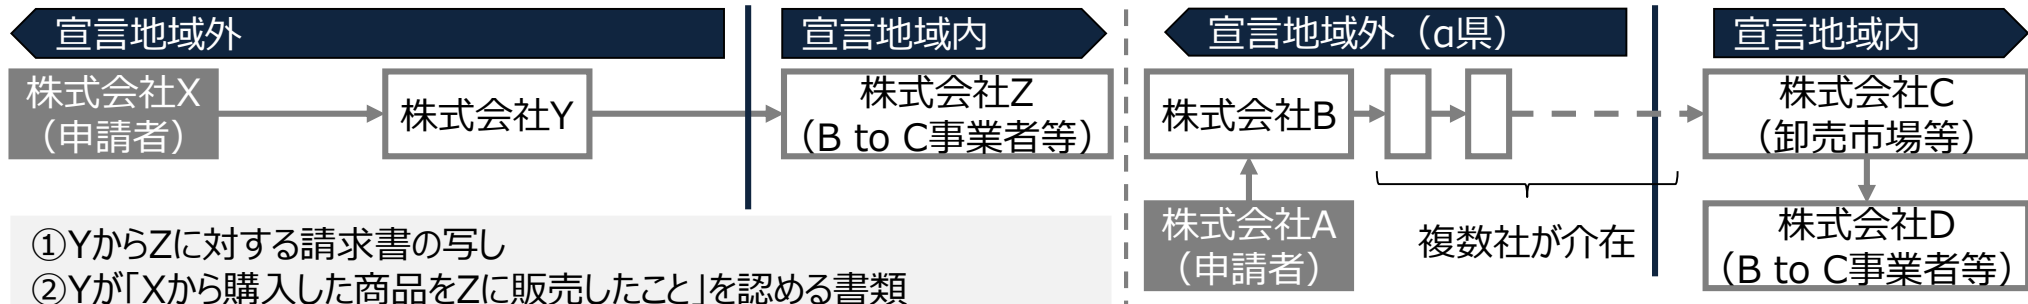 宣言地域外
宣言地域内
株式会社X
（申請者）
株式会社Y
株式会社Z
（B to C事業者等）
①YからZに対する請求書の写し
②Yが「Xから購入した商品をZに販売したこと」を認める書類
宣言地域外（α県）
宣言地域内
株式会社B
株式会社C
（卸売市場等）
株式会社A
（申請者）
複数社が介在
株式会社D
（B to C事業者等）